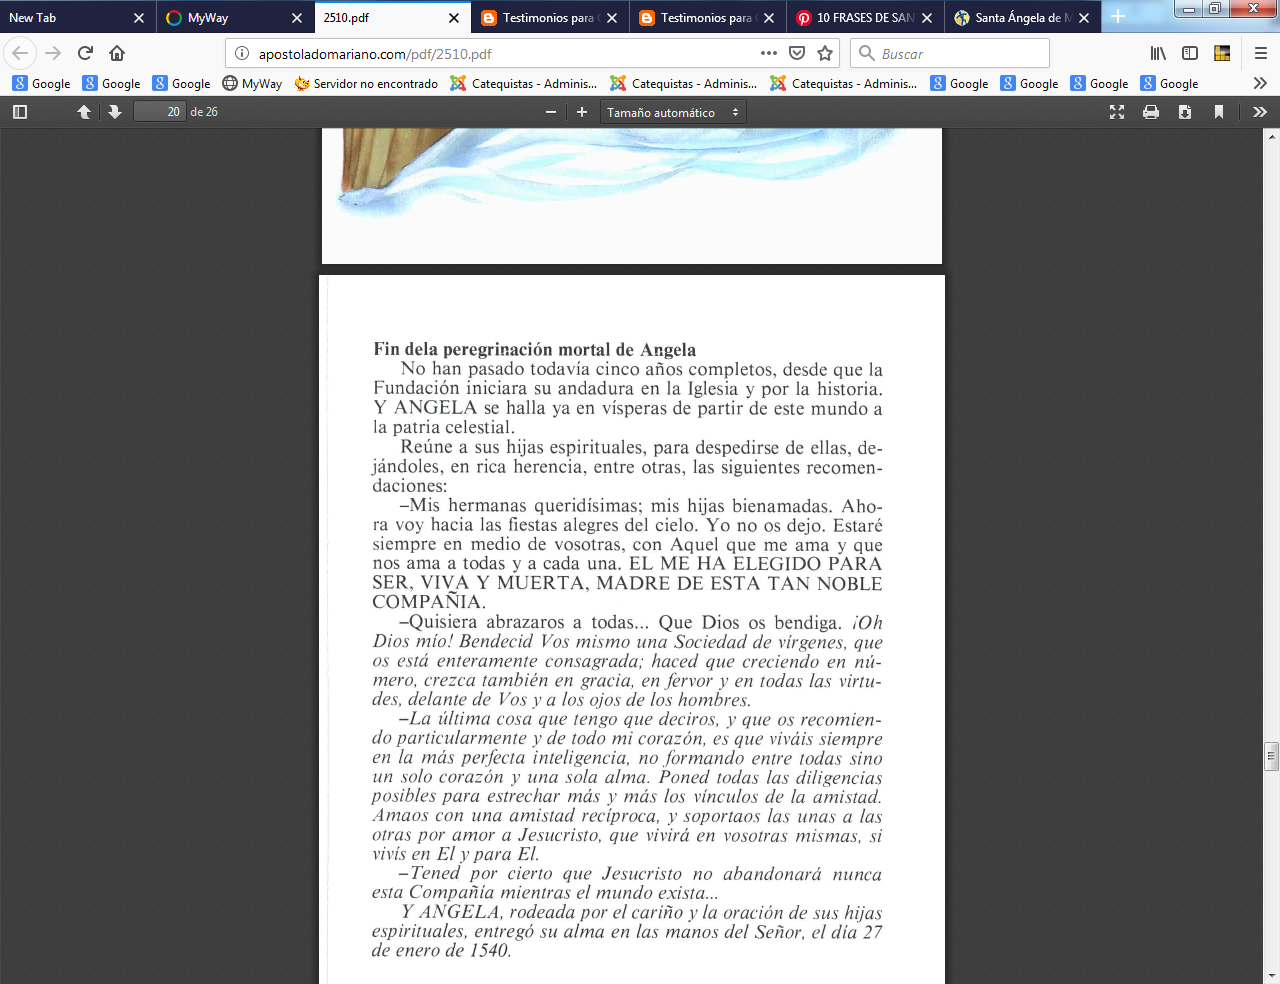 New Tab
MyWay
2510.pdf
Testimonios para C
Testimonios para C
10 FRASES DE SAN
Santa Ángela de M
apostoladomariano.com/pdf/2510.pdf
Buscar
Google
Google
Google
MyWay
Servidor no encontrado
Catequistas - Adminis...
Catequistas - Adminis...
Catequistas - Adminis...
Google
Google
Google
Google
20 de 26
Tamaño automático
Fin dela peregrinación mortal de Angela
No han pasado todavía cinco años completos, desde que la
Fundación iniciara su andadura en la Iglesia y por la historia.
Y ANGELA se halla ya en vísperas de partir de este mundo a
la patria celestial.
Reúne a sus hijas espirituales, para despedirse de ellas, de-
jándoles, en rica herencia, entre otras, las siguientes recomen-
daciones:
–Mis hermanas queridísimas; mis hijas bienamadas. Aho-
ra voy hacia las fiestas alegres del cielo. Yo no os dejo. Estaré
siempre en medio de vosotras, con Aquel que me ama y que
nos ama a todas y a cada una. EL ME HA ELEGIDO PARA
SER, VIVA Y MUERTA, MADRE DE ESTA TAN NOBLE
COMPAÑIA.
–Quisiera abrazaros a todas... Que Dios os bendiga. ¡Oh
Dios mío! Bendecid Vos mismo una Sociedad de vírgenes, que
os está enteramente consagrada; haced que creciendo en nú-
mero, crezca también en gracia, en fervor y en todas las virtu-
des, delante de Vos y a los ojos de los hombres.
–La última cosa que tengo que deciros, y que os recomien-
do particularmente y de todo mi corazón, es que viváis siempre
en la más perfecta inteligencia, no formando entre todas sino
un solo corazón y una sola alma. Poned todas las diligencias
posibles para estrechar más y más los vínculos de la amistad.
Amaos con una amistad recíproca, y soportaos las unas a las
otras por amor a Jesucristo, que vivirá en vosotras mismas, si
vivís en El y para El.
–Tened por cierto que Jesucristo no abandonará nunca
esta Compañía mientras el mundo exista...
Y ANGELA, rodeada por el cariño y la oración de sus hijas
espirituales, entregó su alma en las manos del Señor, el día 27
de enero de 1540.